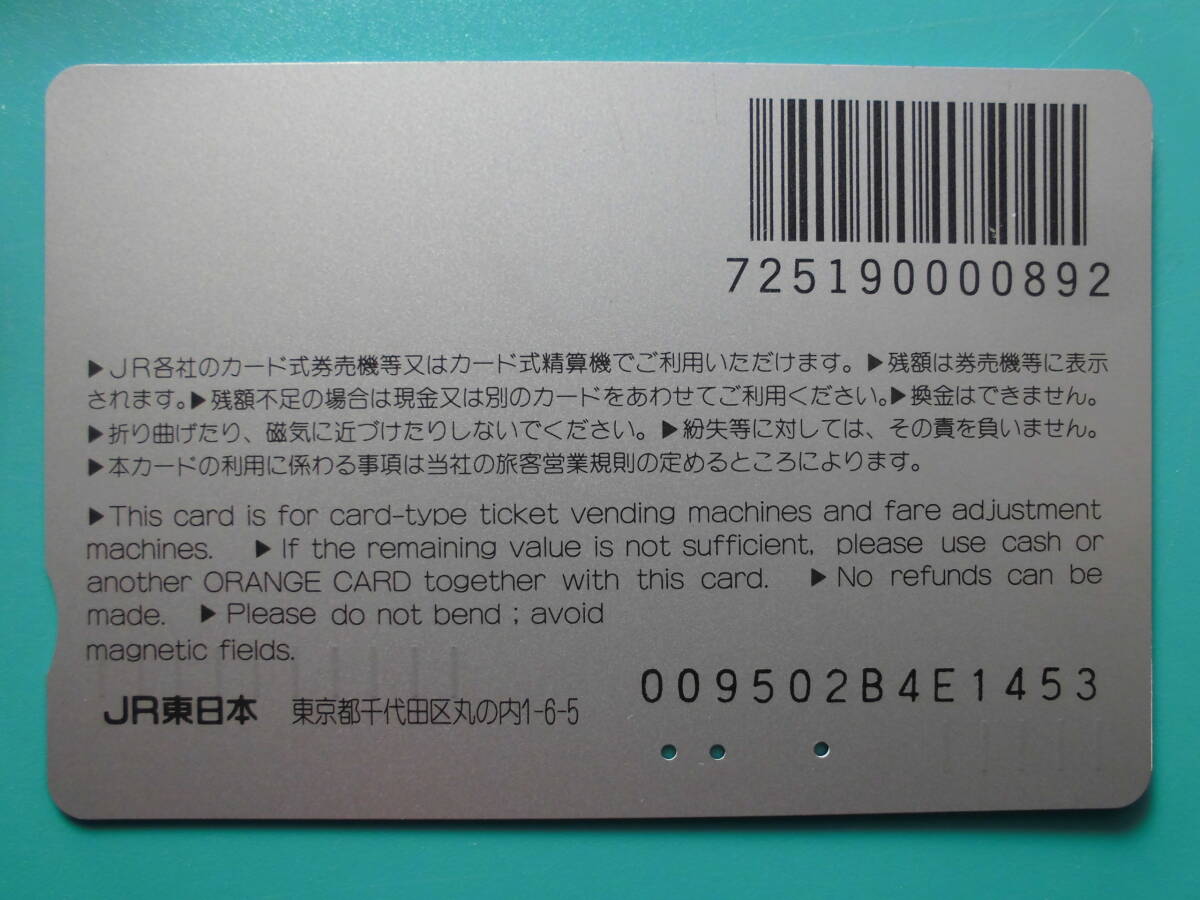 725190000892
▶JR各社のカード式券売機等又はカード式精算機でご利用いただけます。▶残額は券売機等に表示
されます。▶残額不足の場合は現金又は別のカードをあわせてご利用ください。▶換金はできません。
▶折り曲げたり、磁気に近づけたりしないでください。▶紛失等に対しては、その責を負いません。
▶本カードの利用に係わる事項は当社の旅客営業規則の定めるところによります。
▶This card is for card-type ticket vending machines and fare adjustment
machines. ▶If the remaining value is not sufficient, please use cash or
another ORANGE CARD together with this card. ▶No refunds can be
made. ▶Please do not bend ; avoid
magnetic fields.
009502B4E1453
JR東日本 東京都千代田区丸の内1-6-5